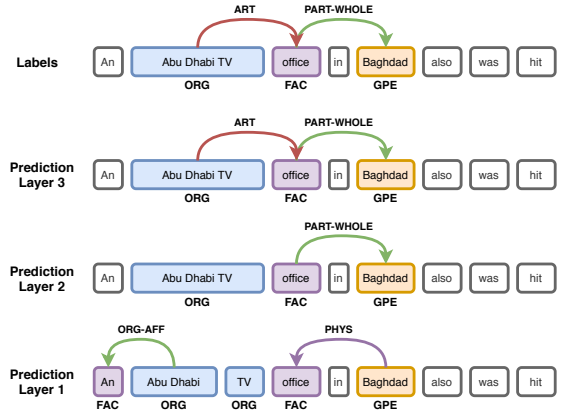 ART PART-WHOLE
Labels An Abu Dhabi TV office in Baghdad also was hit
ORG FAC GPE
ART PART-WHOLE
Prediction Layer 3 An Abu Dhabi TV office in Baghdad also was hit
ORG FAC GPE
PART-WHOLE
Prediction Layer 2 An Abu Dhabi TV office in Baghdad also was hit
ORG FAC GPE
ORG-AFF PHYS
Prediction Layer 1 An Abu Dhabi TV office in Baghdad also was hit
FAC ORG ORG FAC GPE